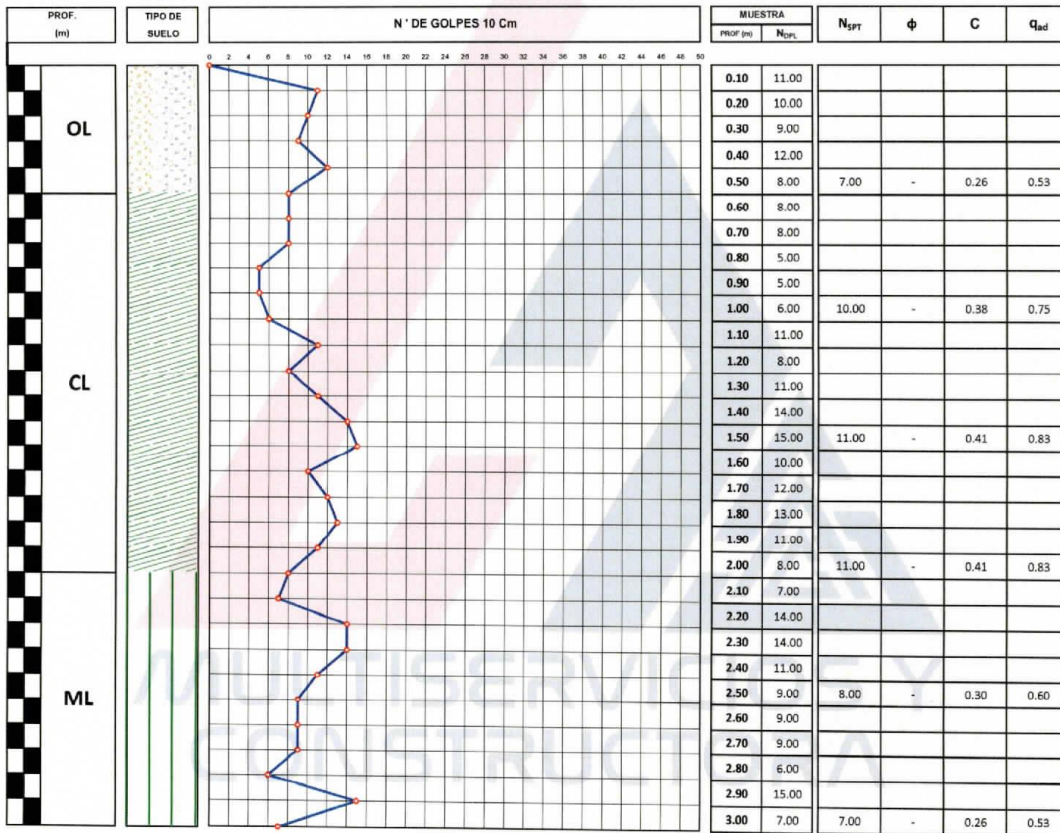 PROF. (m) TIPO DE SUELO N ' DE GOLPES 10 Cm MUESTRA N_SPT ϕ C q_ad
PROF (m) N_DPL
0 2 4 6 8 10 12 14 16 18 20 22 24 26 28 30 32 34 36 38 40 42 44 46 48 50
0.10 11.00
0.20 10.00
OL
0.30 9.00
0.40 12.00
0.50 8.00 7.00 - 0.26 0.53
0.60 8.00
0.70 8.00
0.80 5.00
0.90 5.00
1.00 6.00 10.00 - 0.38 0.75
1.10 11.00
1.20 8.00
CL
1.30 11.00
1.40 14.00
1.50 15.00 11.00 - 0.41 0.83
1.60 10.00
1.70 12.00
1.80 13.00
1.90 11.00
2.00 8.00 11.00 - 0.41 0.83
2.10 7.00
2.20 14.00
2.30 14.00
2.40 11.00
ML
2.50 9.00 8.00 - 0.30 0.60
2.60 9.00
2.70 9.00
2.80 6.00
2.90 15.00
3.00 7.00 7.00 - 0.26 0.53
MULTISERVICIOS Y
CONSTRUCTORA